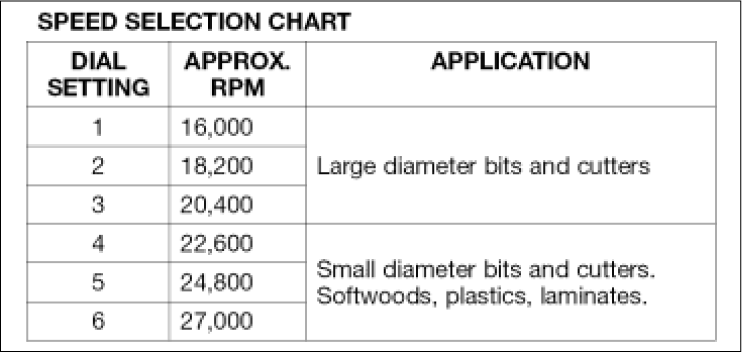 SPEED SELECTION CHART
DIAL SETTING APPROX. RPM APPLICATION
1 16,000
2 18,200 Large diameter bits and cutters
3 20,400
4 22,600
5 24,800 Small diameter bits and cutters.
Softwoods, plastics, laminates.
6 27,000